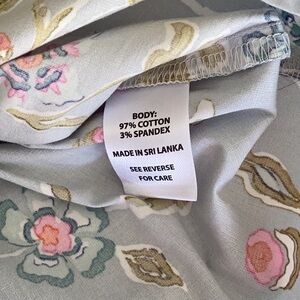 BODY:
97% COTTON
3% SPANDEX
MADE IN SRI LANKA
SEE REVERSE
FOR CARE